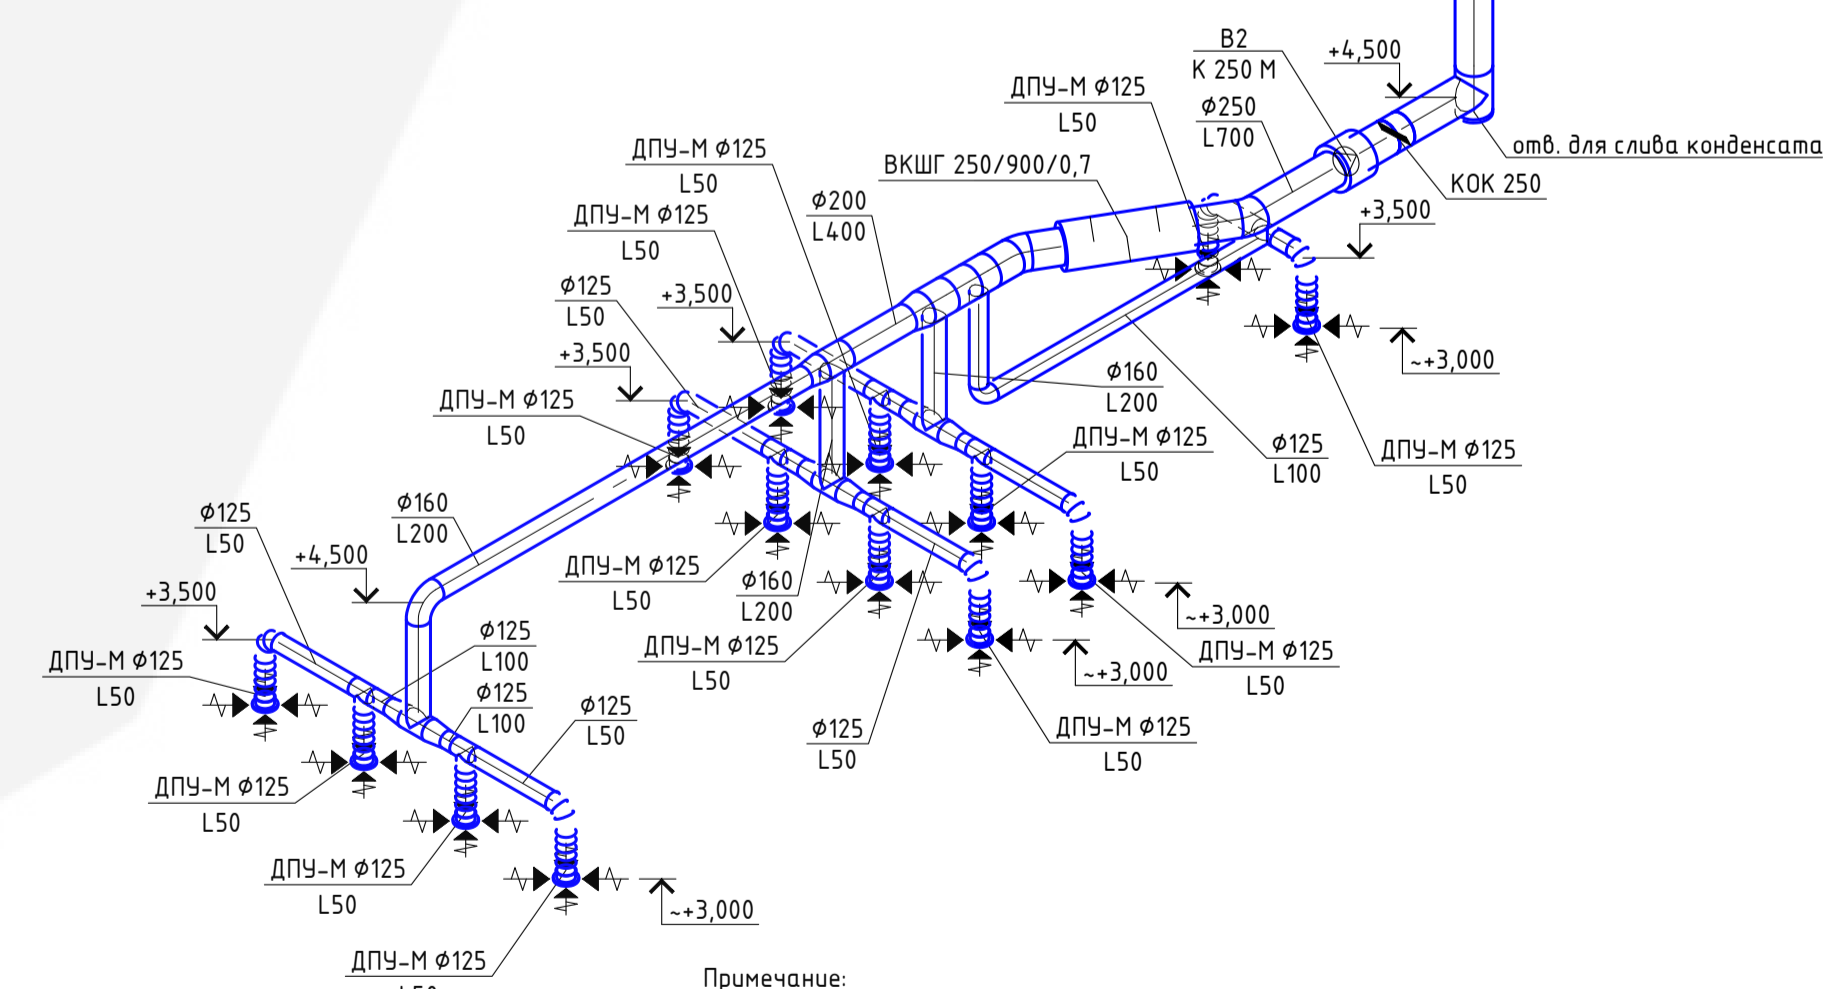 В2
К 250 М
+4,500
ДПУ-М Ф125
L50
Ф250
L700
отв. для слива конденсата
КОК 250
ДПУ-М Ф125
L50
ВКШГ 250/900/0,7
Ф200
L400
+3,500
ДПУ-М Ф125
L50
Ф125
L50
+3,500
+3,500
~+3,000
ДПУ-М Ф125
L50
Ф160
L200
ДПУ-М Ф125
L50
Ф125
L100
ДПУ-М Ф125
L50
Ф125
L50
Ф160
L200
+4,500
ДПУ-М Ф125
L50
Ф160
L200
+3,500
~+3,000
ДПУ-М Ф125
L50
ДПУ-М Ф125
L50
~+3,000
ДПУ-М Ф125
L50
Ф125
L100
Ф125
L100
Ф125
L50
Ф125
L50
ДПУ-М Ф125
L50
ДПУ-М Ф125
L50
ДПУ-М Ф125
L50
~+3,000
ДПУ-М Ф125
L50
Примечание: